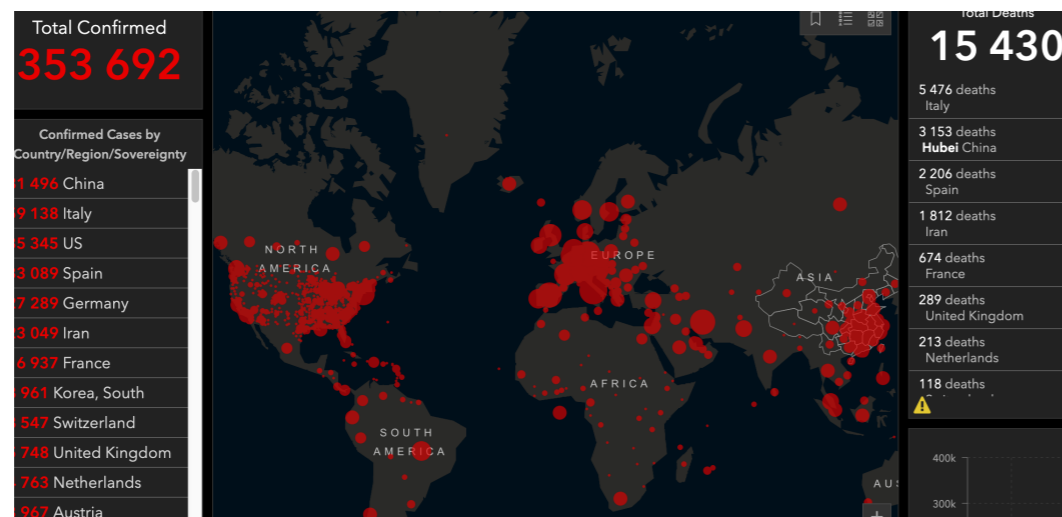 Total Confirmed
353 692
Confirmed Cases by
Country/Region/Sovereignty
1 496 China
9 138 Italy
5 345 US
3 089 Spain
7 289 Germany
3 049 Iran
6 937 France
961 Korea, South
547 Switzerland
748 United Kingdom
763 Netherlands
967 Austria
NORTH
AMERICA
EUROPE
ASIA
AFRICA
SOUTH
AMERICA
AUS
Total Deaths
15 430
5 476 deaths
Italy
3 153 deaths
Hubei China
2 206 deaths
Spain
1 812 deaths
Iran
674 deaths
France
289 deaths
United Kingdom
213 deaths
Netherlands
118 deaths
400k
300k